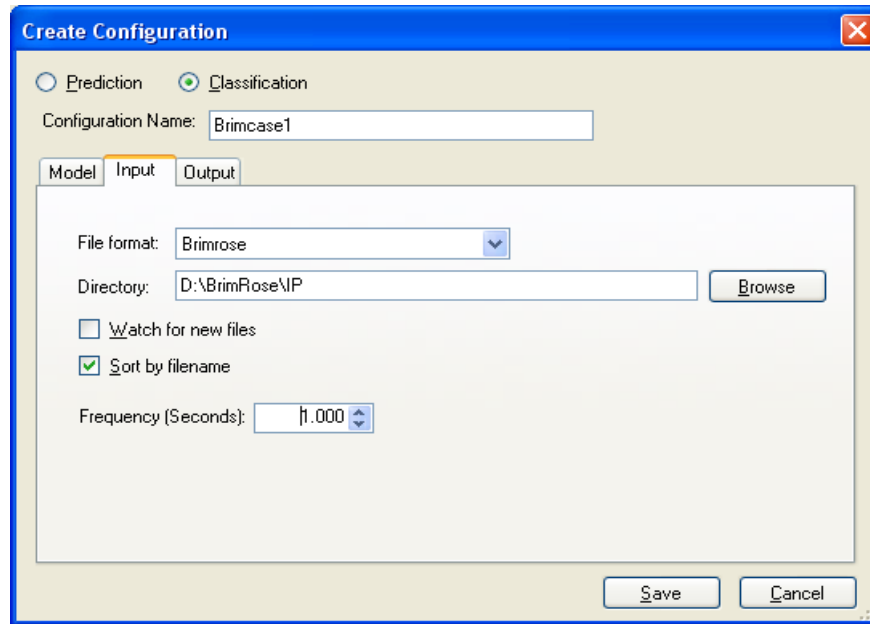 Create Configuration
Prediction Classification
Configuration Name: Brimcase1
Model Input Output
File format: Brimrose
Directory: D:\BrimRose\IP Browse
Watch for new files
Sort by filename
Frequency (Seconds): 1.000
Save Cancel